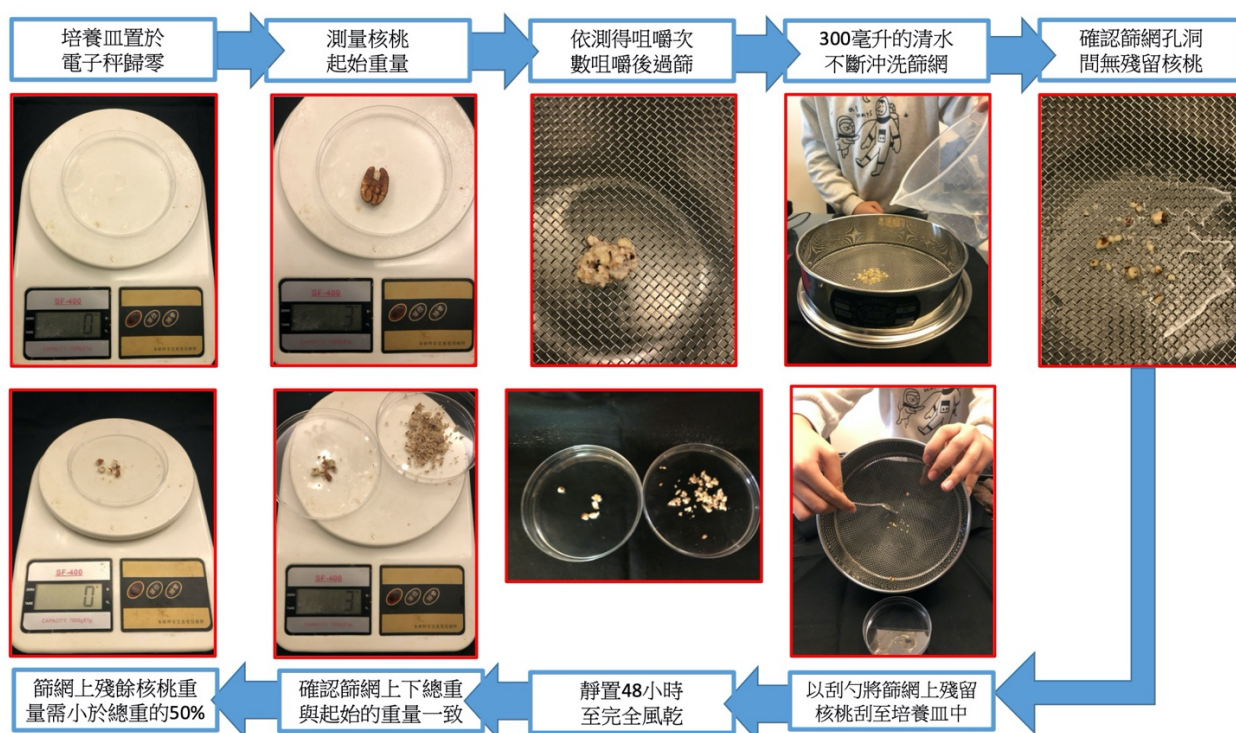 培養皿置於
電子秤歸零
測量核桃
起始重量
依測得咀嚼次
數咀嚼後過篩
300毫升的清水
不斷沖洗篩網
確認篩網孔洞
間無殘留核桃
SF-400
0
SF-400
3
SF-400
0
CAPACITY 7000gX1g
SF-400
3
篩網上殘餘核桃重
量需小於總重的50%
確認篩網上下總重
與起始的重量一致
靜置48小時
至完全風乾
以刮勺將篩網上殘留
核桃刮至培養皿中